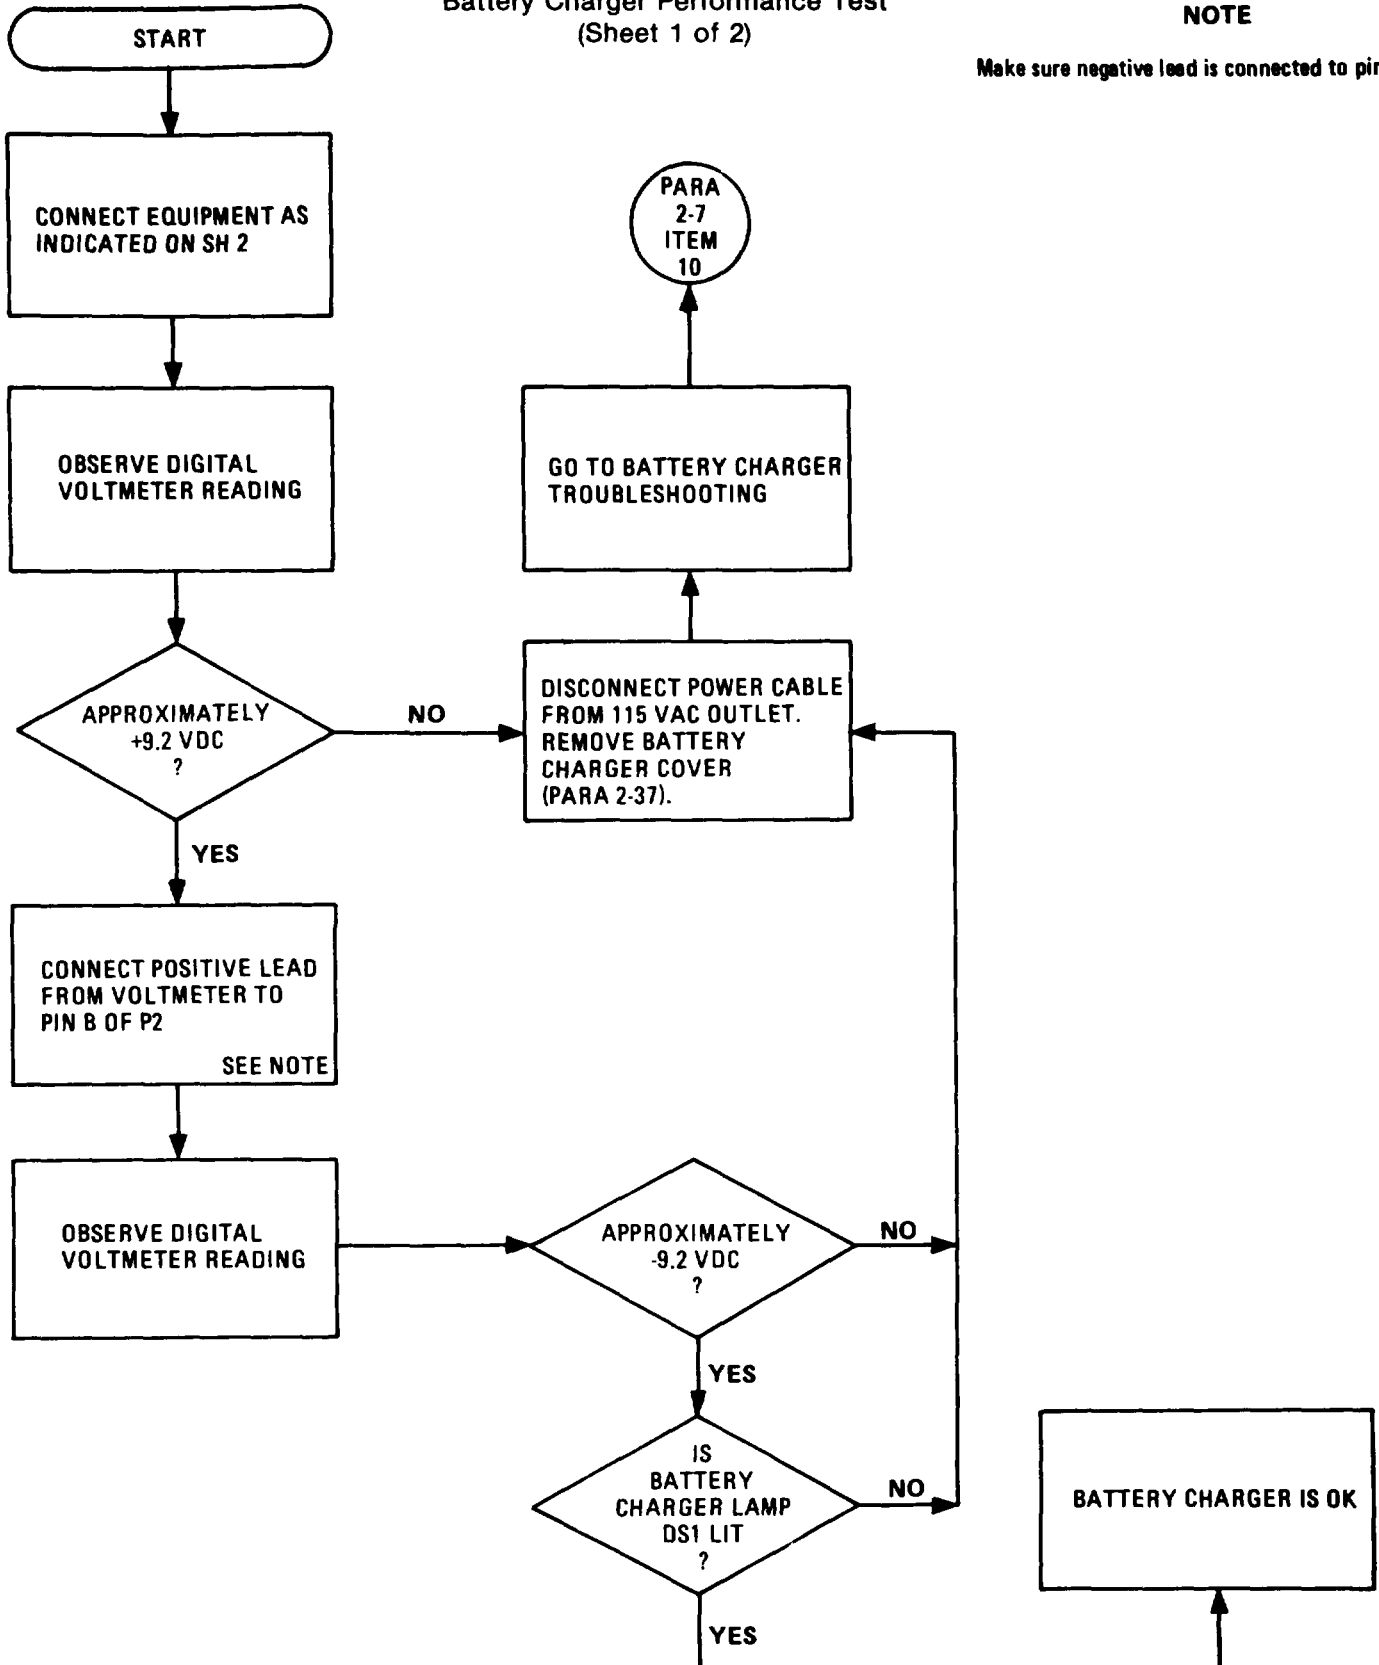 Battery Charger Performance Test
(Sheet 1 of 2)
NOTE
Make sure negative lead is connected to
START
CONNECT EQUIPMENT AS
INDICATED ON SH 2
OBSERVE DIGITAL
VOLTMETER READING
APPROXIMATELY
+9.2 VDC
?
NO
YES
PARA
2-7
ITEM
10
GO TO BATTERY CHARGER
TROUBLESHOOTING
DISCONNECT POWER CABLE
FROM 115 VAC OUTLET.
REMOVE BATTERY
CHARGER COVER
(PARA 2-37).
CONNECT POSITIVE LEAD
FROM VOLTMETER TO
PIN B OF P2
SEE NOTE
OBSERVE DIGITAL
VOLTMETER READING
APPROXIMATELY
-9.2 VDC
?
NO
YES
IS
BATTERY
CHARGER LAMP
DS1 LIT
?
NO
YES
BATTERY CHARGER IS OK